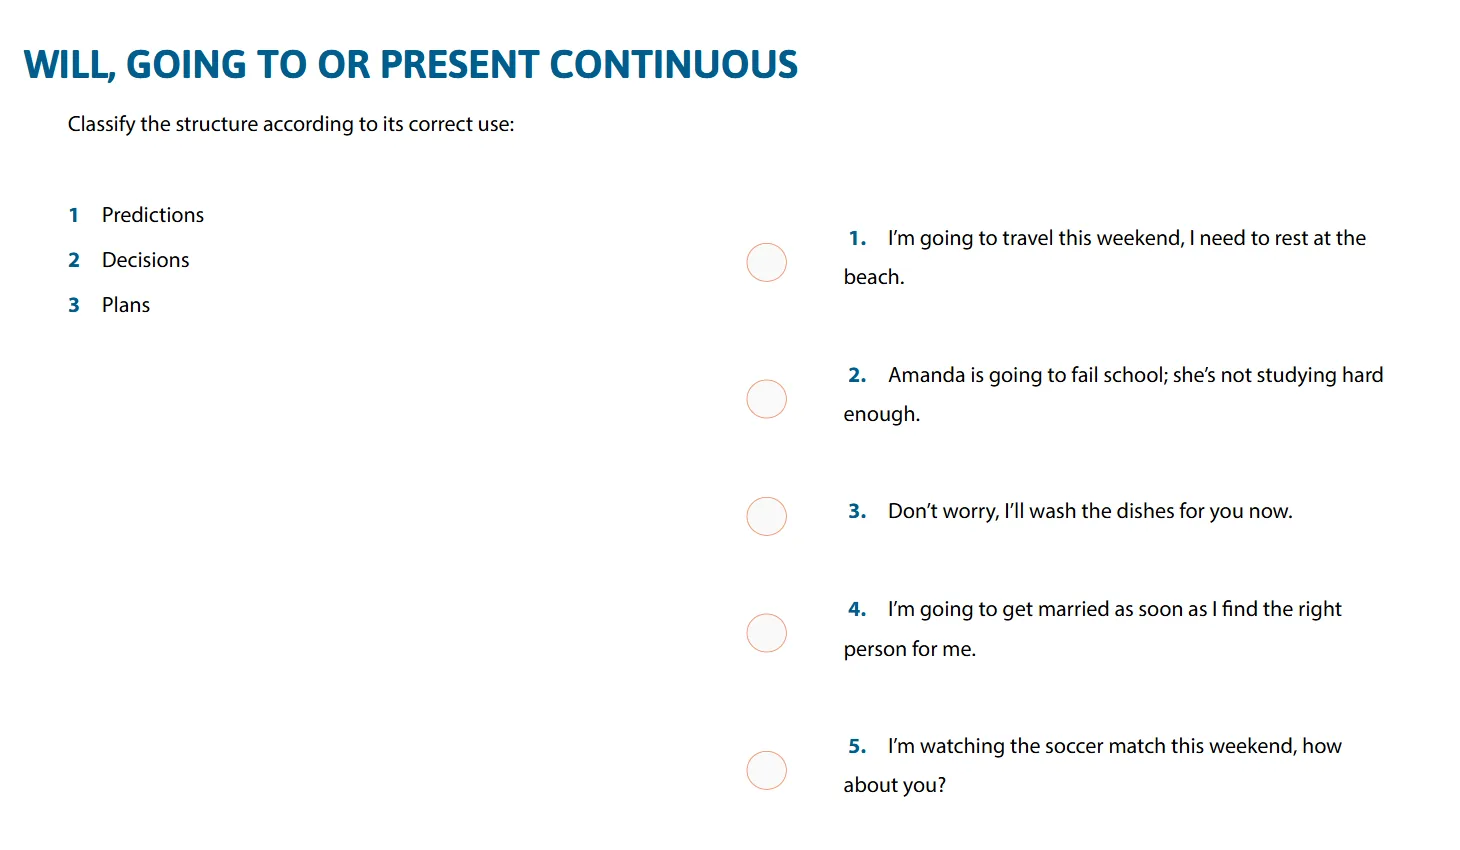 WILL, GOING TO OR PRESENT CONTINUOUS
Classify the structure according to its correct use:
1 Predictions
2 Decisions
3 Plans
1. I’m going to travel this weekend, I need to rest at the
beach.
2. Amanda is going to fail school; she’s not studying hard
enough.
3. Don’t worry, I’ll wash the dishes for you now.
4. I’m going to get married as soon as I find the right
person for me.
5. I’m watching the soccer match this weekend, how
about you?